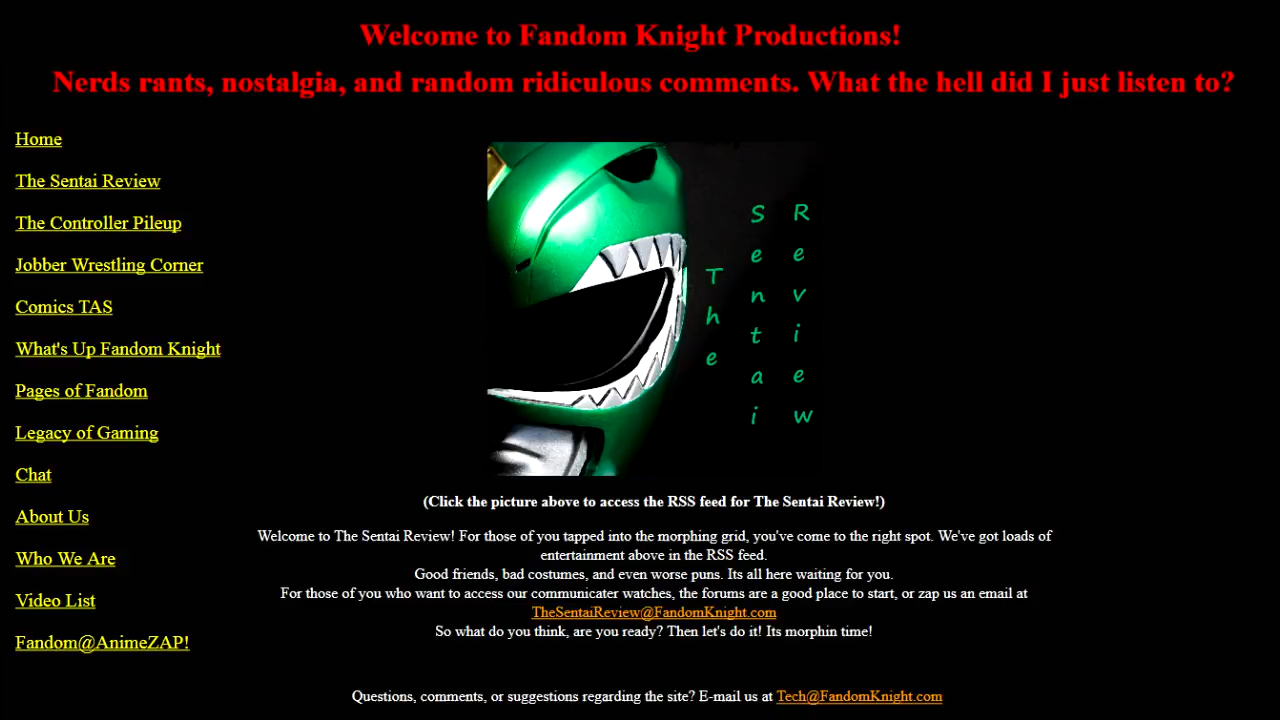 Welcome to Fandom Knight Productions!
Nerds rants, nostalgia, and random ridiculous comments. What the hell did I just listen to?
Home
The Sentai Review
The Controller Pileup
Jobber Wrestling Corner
Comics TAS
What's Up Fandom Knight
Pages of Fandom
Legacy of Gaming
Chat
About Us
Who We Are
Video List
Fandom@AnimeZAP!
The
Sentai
Review
(Click the picture above to access the RSS feed for The Sentai Review!)
Welcome to The Sentai Review! For those of you tapped into the morphing grid, you've come to the right spot. We've got loads of
entertainment above in the RSS feed.
Good friends, bad costumes, and even worse puns. Its all here waiting for you.
For those of you who want to access our communicater watches, the forums are a good place to start, or zap us an email at
TheSentaiReview@FandomKnight.com
So what do you think, are you ready? Then let's do it! Its morphin time!
Questions, comments, or suggestions regarding the site? E-mail us at Tech@FandomKnight.com